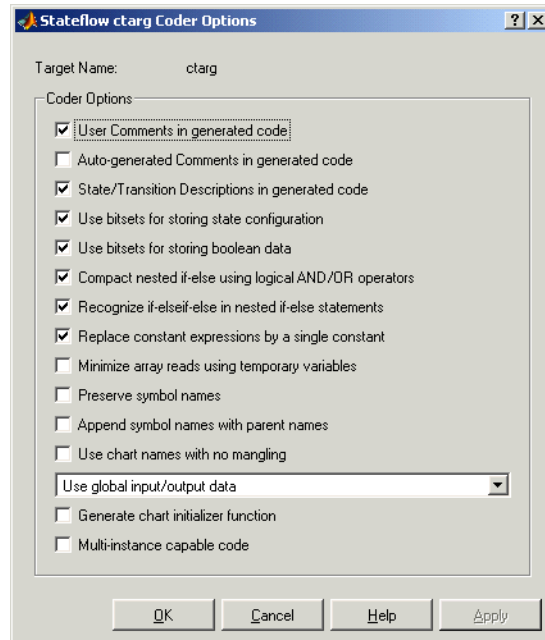 Stateflow ctarg Coder Options
Target Name: ctarg
Coder Options
User Comments in generated code
Auto-generated Comments in generated code
State/Transition Descriptions in generated code
Use bitsets for storing state configuration
Use bitsets for storing boolean data
Compact nested if-else using logical AND/OR operators
Recognize if-elseif-else in nested if-else statements
Replace constant expressions by a single constant
Minimize array reads using temporary variables
Preserve symbol names
Append symbol names with parent names
Use chart names with no mangling
Use global input/output data
Generate chart initializer function
Multi-instance capable code
OK Cancel Help Apply